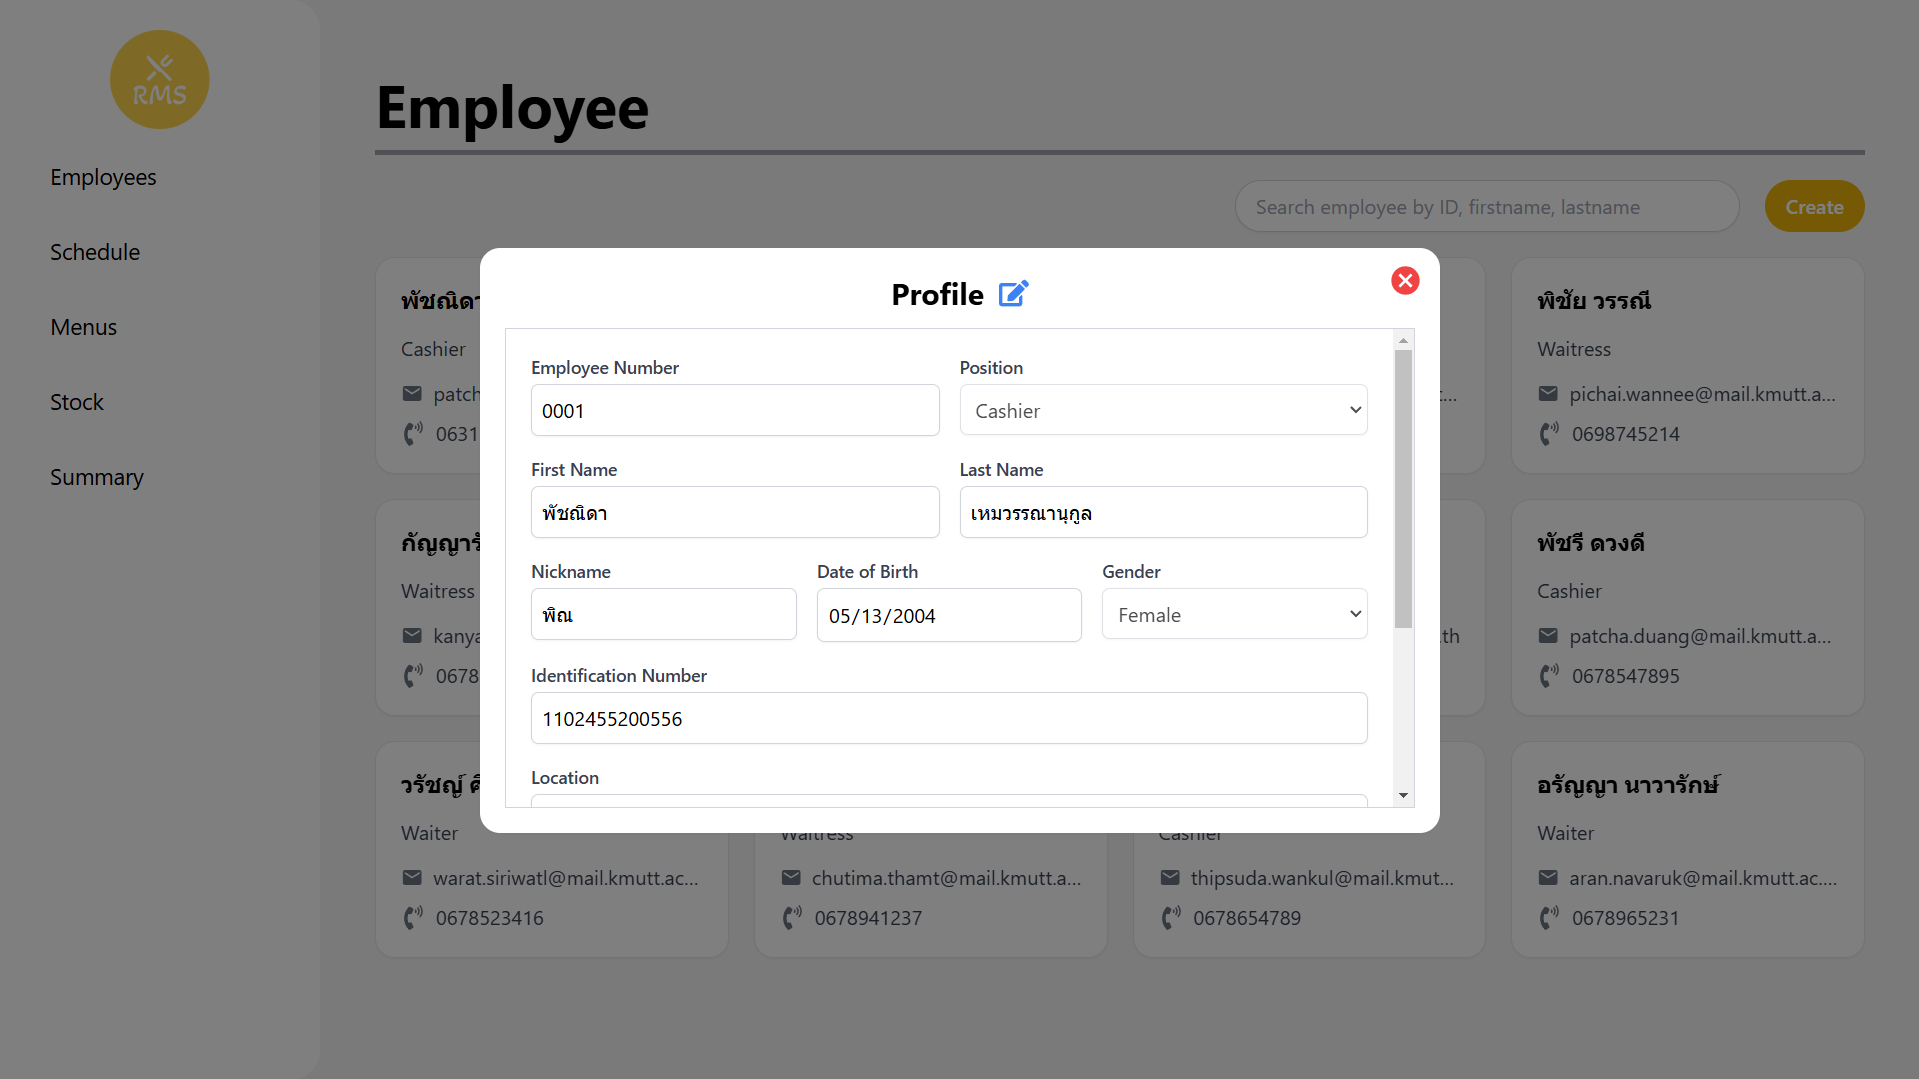 RMS
Employees
Schedule
Menus
Stock
Summary
Employee
Search employee by ID, firstname, lastname
Create
พัชณิดา
Cashier
patch
0631
พิชัย วรรณี
Waitress
pichai.wannee@mail.kmutt.a...
0698745214
Profile
Employee Number
Position
0001
Cashier
First Name
Last Name
พัชณิดา
เหมวรรณานุกูล
Nickname
Date of Birth
Gender
พิณ
05/13/2004
Female
Identification Number
1102455200556
Location
Waitress
kanya
0678
.th
พัชรี ดวงดี
Cashier
patcha.duang@mail.kmutt.a...
0678547895
วรัชญ์
Waiter
warat.siriwatl@mail.kmutt.ac...
0678523416
Waitress
chutima.thamt@mail.kmutt.a...
0678941237
Cashier
thipsuda.wankul@mail.kmut...
0678654789
อรัญญา นาวารักษ์
Waiter
aran.navaruk@mail.kmutt.ac....
0678965231